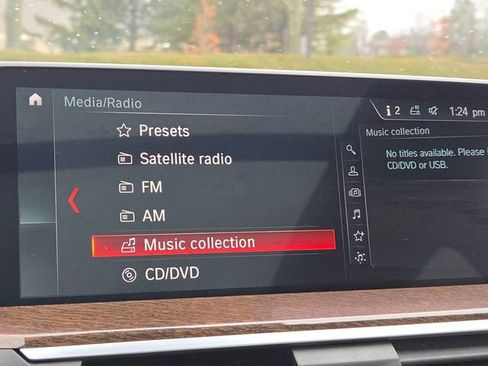 Media/Radio
i 2
1:24 pm
Presets
Satellite radio
FM
AM
Music collection
CD/DVD
Music collection
No titles available. Please
CD/DVD or USB.